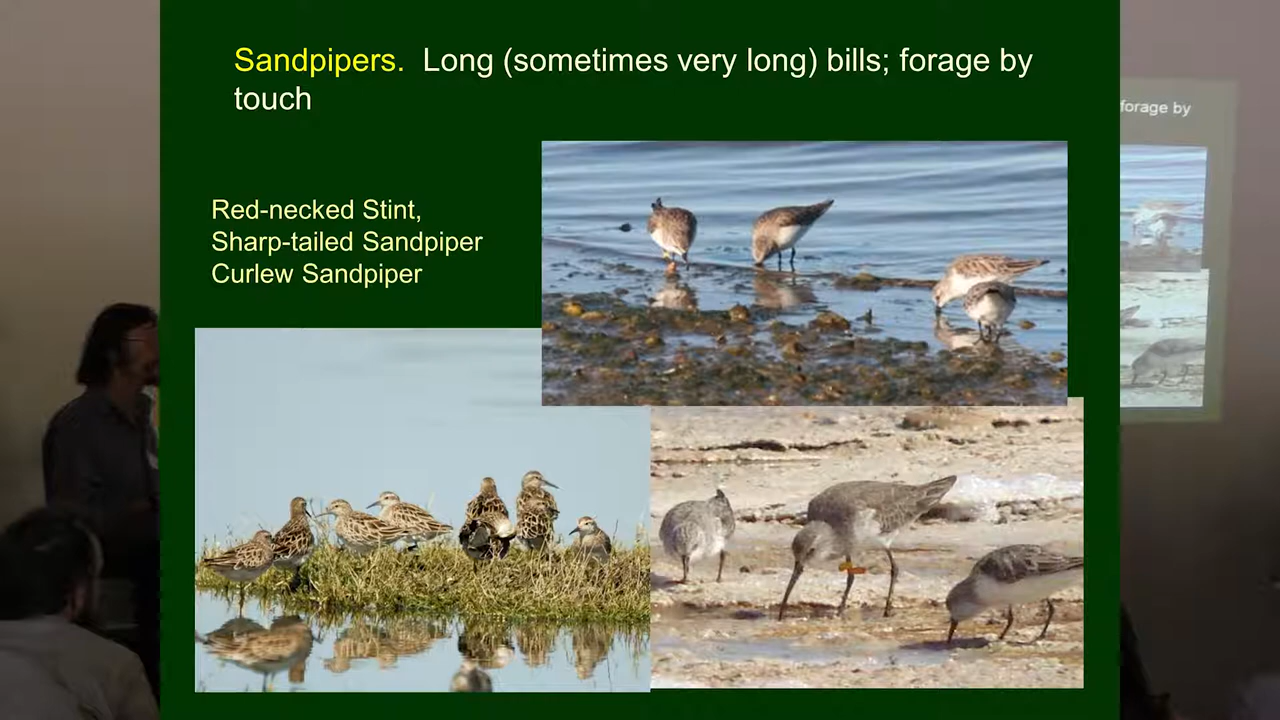 Sandpipers. Long (sometimes very long) bills; forage by
touch
Red-necked Stint,
Sharp-tailed Sandpiper
Curlew Sandpiper
forage by